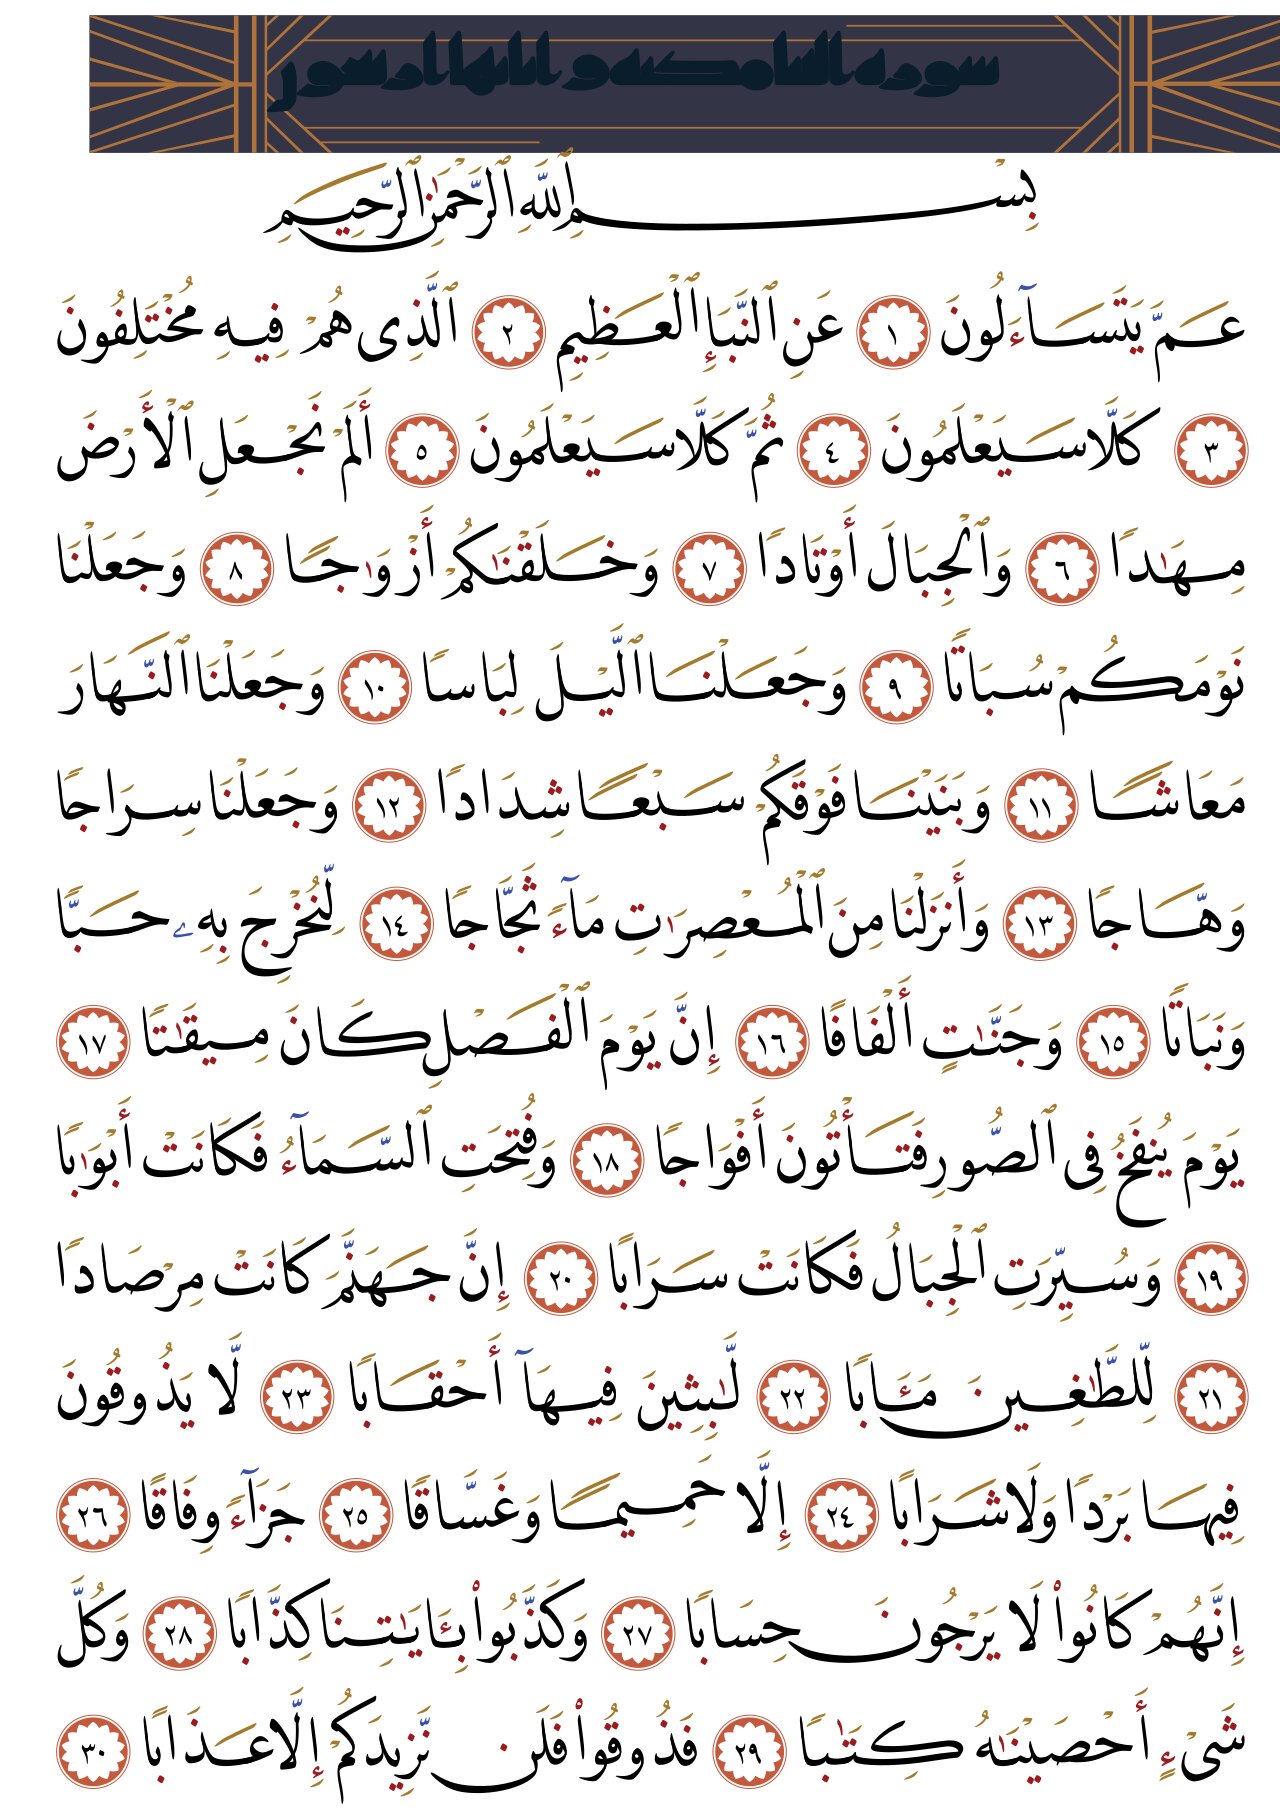 بِسْمِ ٱللَّهِ ٱلرَّحْمَٰنِ ٱلرَّحِيمِ
عَمَّ يَتَسَآءَلُونَ ١ عَنِ ٱلنَّبَإِ ٱلْعَظِيمِ ٢ ٱلَّذِى هُمْ فِيهِ مُخْتَلِفُونَ
٣ كَلَّا سَيَعْلَمُونَ ٤ ثُمَّ كَلَّا سَيَعْلَمُونَ ٥ أَلَمْ نَجْعَلِ ٱلْأَرْضَ
مِهَٰدًا ٦ وَٱلْجِبَالَ أَوْتَادًا ٧ وَخَلَقْنَٰكُمْ أَزْوَٰجًا ٨ وَجَعَلْنَا
نَوْمَكُمْ سُبَاتًا ٩ وَجَعَلْنَا ٱلَّيْلَ لِبَاسًا ١٠ وَجَعَلْنَا ٱلنَّهَارَ
مَعَاشًا ١١ وَبَنَيْنَا فَوْقَكُمْ سَبْعًا شِدَادًا ١٢ وَجَعَلْنَا سِرَاجًا
وَهَّاجًا ١٣ وَأَنزَلْنَا مِنَ ٱلْمُعْصِرَٰتِ مَآءً ثَجَّاجًا ١٤ لِّنُخْرِجَ بِهِۦ حَبًّا
وَنَبَاتًا ١٥ وَجَنَّٰتٍ أَلْفَافًا ١٦ إِنَّ يَوْمَ ٱلْفَصْلِ كَانَ مِيقَٰتًا ١٧
يَوْمَ يُنفَخُ فِى ٱلصُّورِ فَتَأْتُونَ أَفْوَاجًا ١٨ وَفُتِحَتِ ٱلسَّمَآءُ فَكَانَتْ أَبْوَٰبًا
١٩ وَسُيِّرَتِ ٱلْجِبَالُ فَكَانَتْ سَرَابًا ٢٠ إِنَّ جَهَنَّمَ كَانَتْ مِرْصَادًا
٢١ لِّلطَّٰغِينَ مَـَٔابًا ٢٢ لَّٰبِثِينَ فِيهَآ أَحْقَابًا ٢٣ لَّا يَذُوقُونَ
فِيهَا بَرْدًا وَلَا شَرَابًا ٢٤ إِلَّا حَمِيمًا وَغَسَّاقًا ٢٥ جَزَآءً وِفَاقًا ٢٦
إِنَّهُمْ كَانُوا۟ لَا يَرْجُونَ حِسَابًا ٢٧ وَكَذَّبُوا۟ بِـَٔايَٰتِنَا كِذَّابًا ٢٨ وَكُلَّ
شَىْءٍ أَحْصَيْنَٰهُ كِتَٰبًا ٢٩ فَذُوقُوا۟ فَلَن نَّزِيدَكُمْ إِلَّا عَذَابًا ٣٠